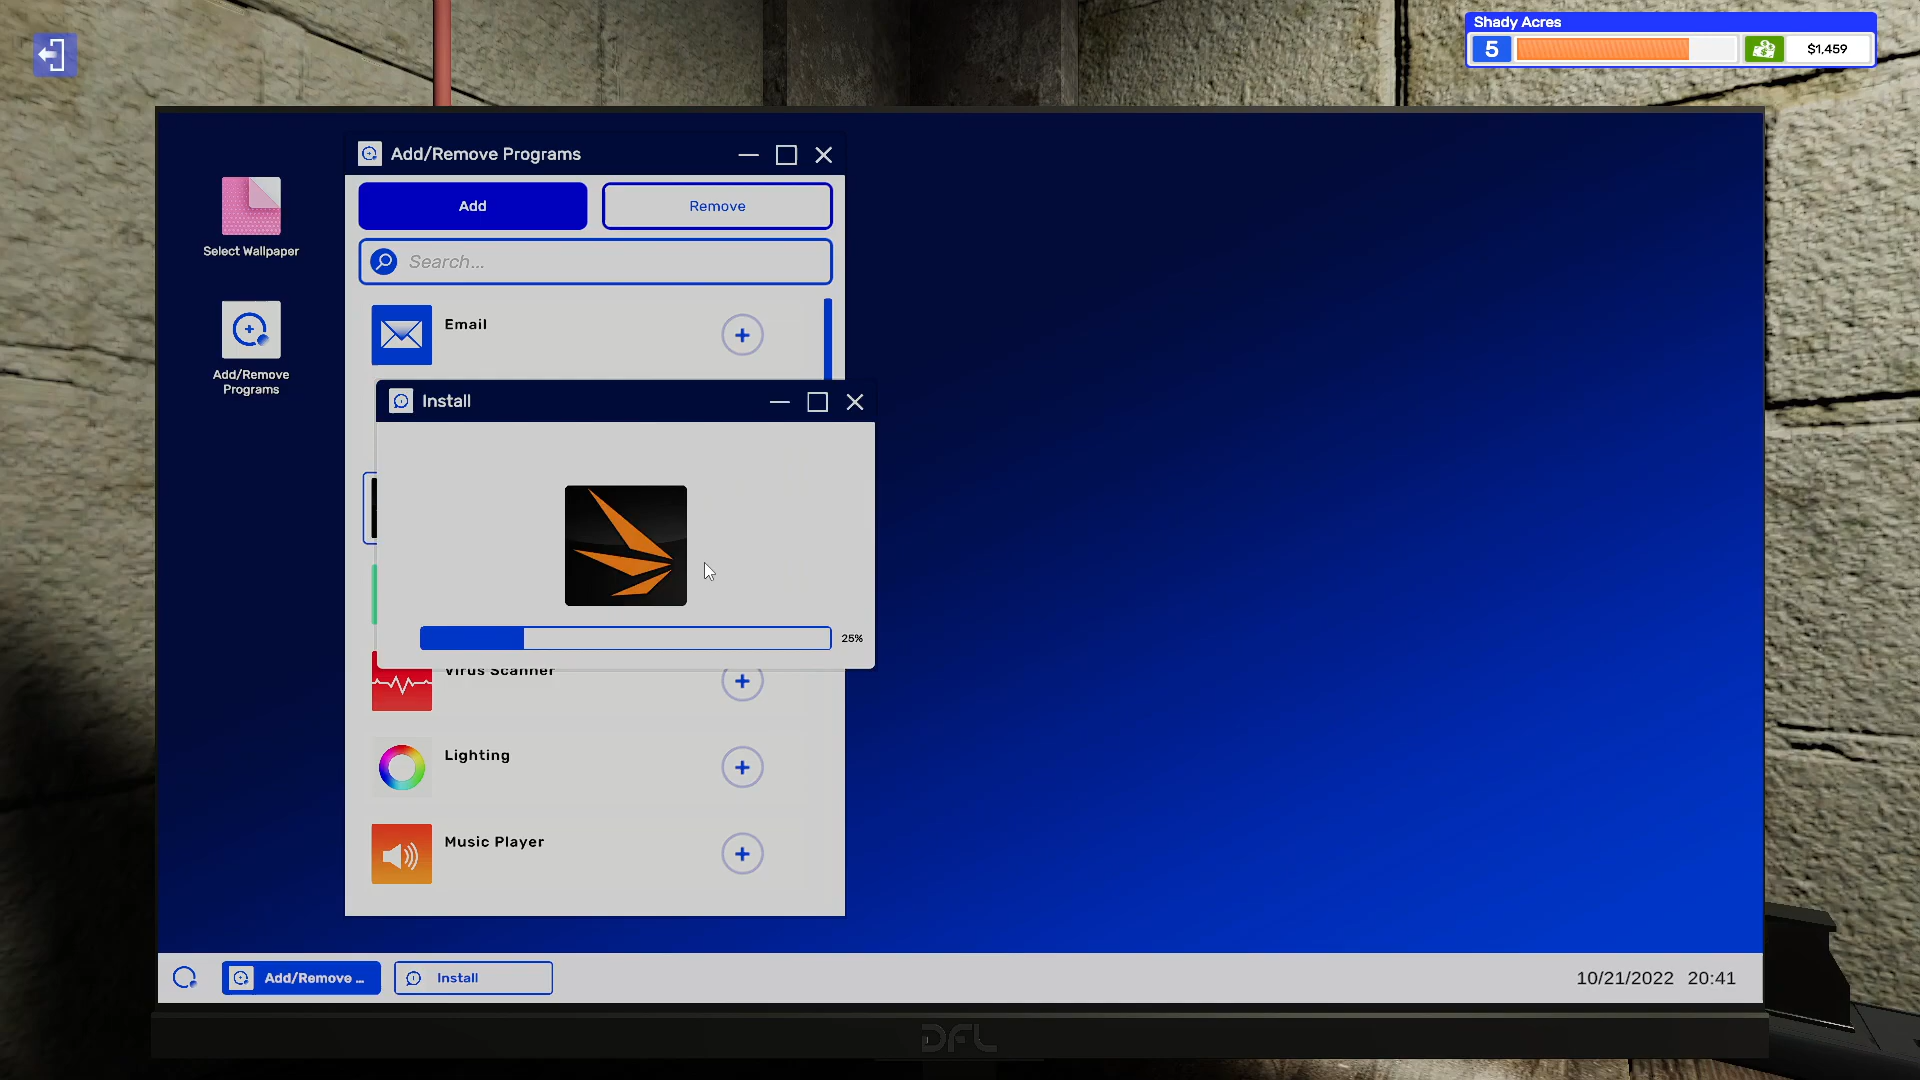 Shady Acres
5
$1,459
Add/Remove Programs
Add
Remove
Search...
Select Wallpaper
Email
Add/Remove
Programs
Install
25%
Virus Scanner
Lighting
Music Player
Add/Remove ...
Install
10/21/2022 20:41
DFL